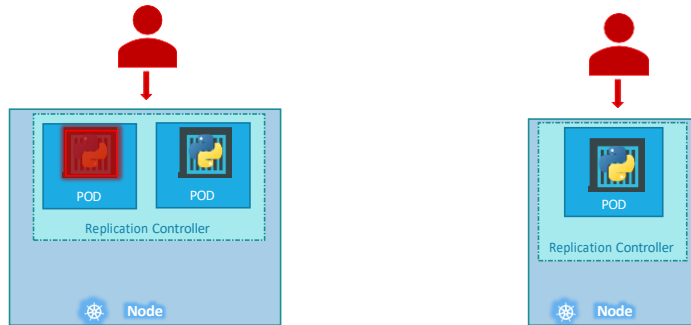 POD
POD
Replication Controller
Node
POD
Replication Controller
Node